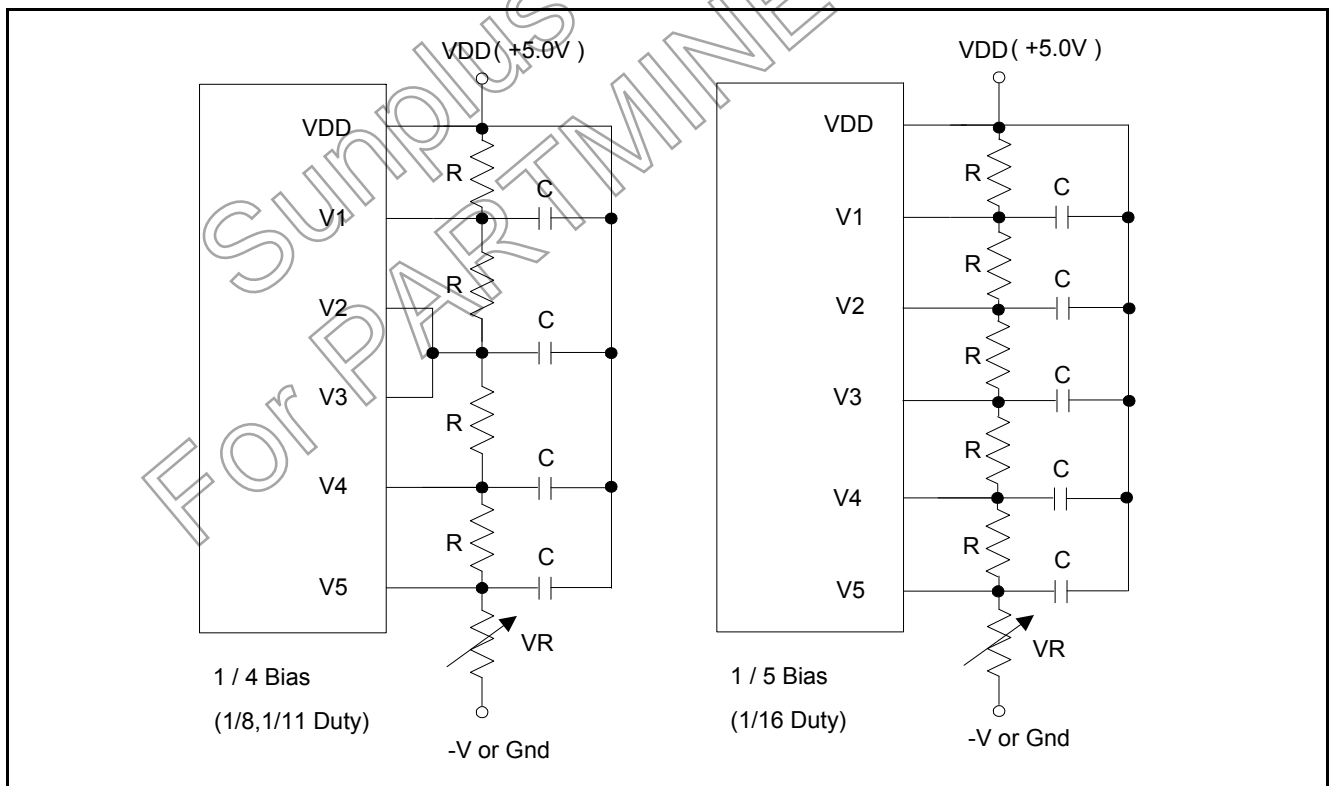 VDD ( +5.0V )
VDD
R
C
V1
R
V2
C
V3
R
V4
C
R
C
V5
VR
1 / 4 Bias
(1/8,1/11 Duty)
-V or Gnd
VDD ( +5.0V )
VDD
R
C
V1
R
C
V2
R
C
V3
R
C
V4
R
C
V5
VR
1 / 5 Bias
(1/16 Duty)
-V or Gnd
Sunplus
For PARTMINE